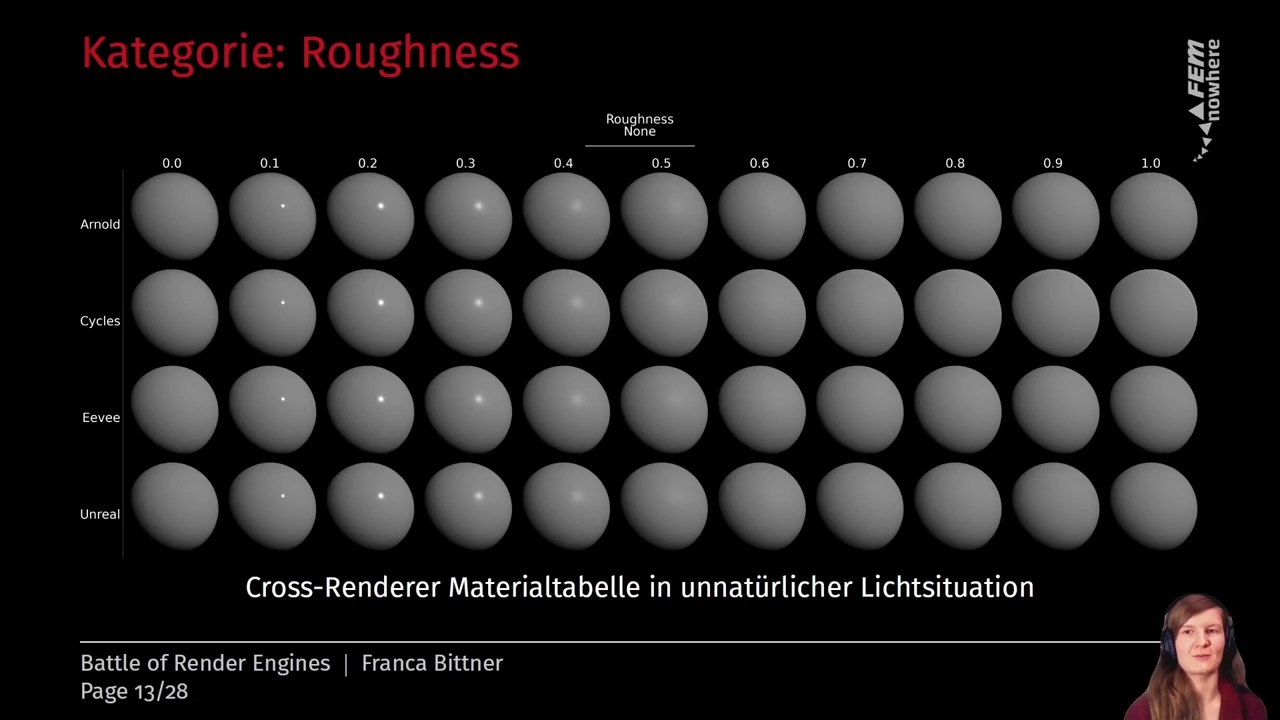 Kategorie: Roughness
FEM
nowhere
Roughness
None
0.0 0.1 0.2 0.3 0.4 0.5 0.6 0.7 0.8 0.9 1.0
Arnold
Cycles
Eevee
Unreal
Cross-Renderer Materialtabelle in unnatürlicher Lichtsituation
Battle of Render Engines | Franca Bittner
Page 13/28